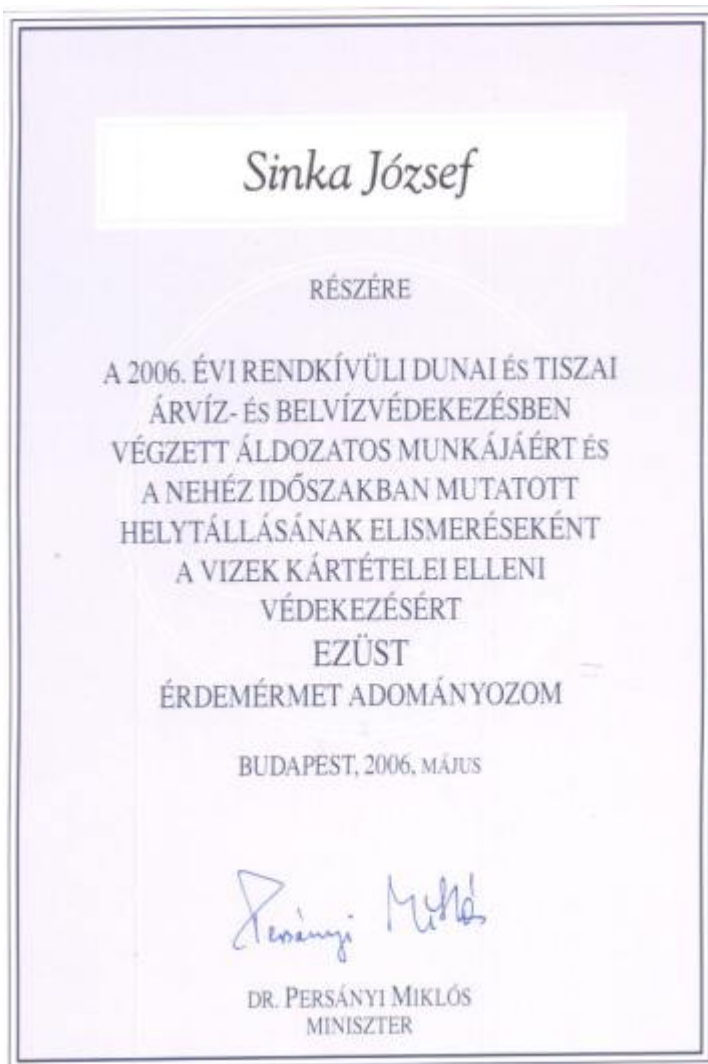 Sinka József
RÉSZÉRE
A 2006. ÉVI RENDKÍVÜLI DUNAI ÉS TISZAI
ÁRVÍZ- ÉS BELVÍZVÉDEKEZÉSBEN
VÉGZETT ÁLDOZATOS MUNKÁJÁÉRT ÉS
A NEHÉZ IDŐSZAKBAN MUTATOTT
HELYTÁLLÁSÁNAK ELISMERÉSEKÉNT
A VIZEK KÁRTÉTELEI ELLENI
VÉDEKEZÉSÉRT
EZÜST
ÉRDEMÉRMET ADOMÁNYOZOM
BUDAPEST, 2006, MÁJUS
Persányi Miklós
DR. PERSÁNYI MIKLÓS
MINISZTER